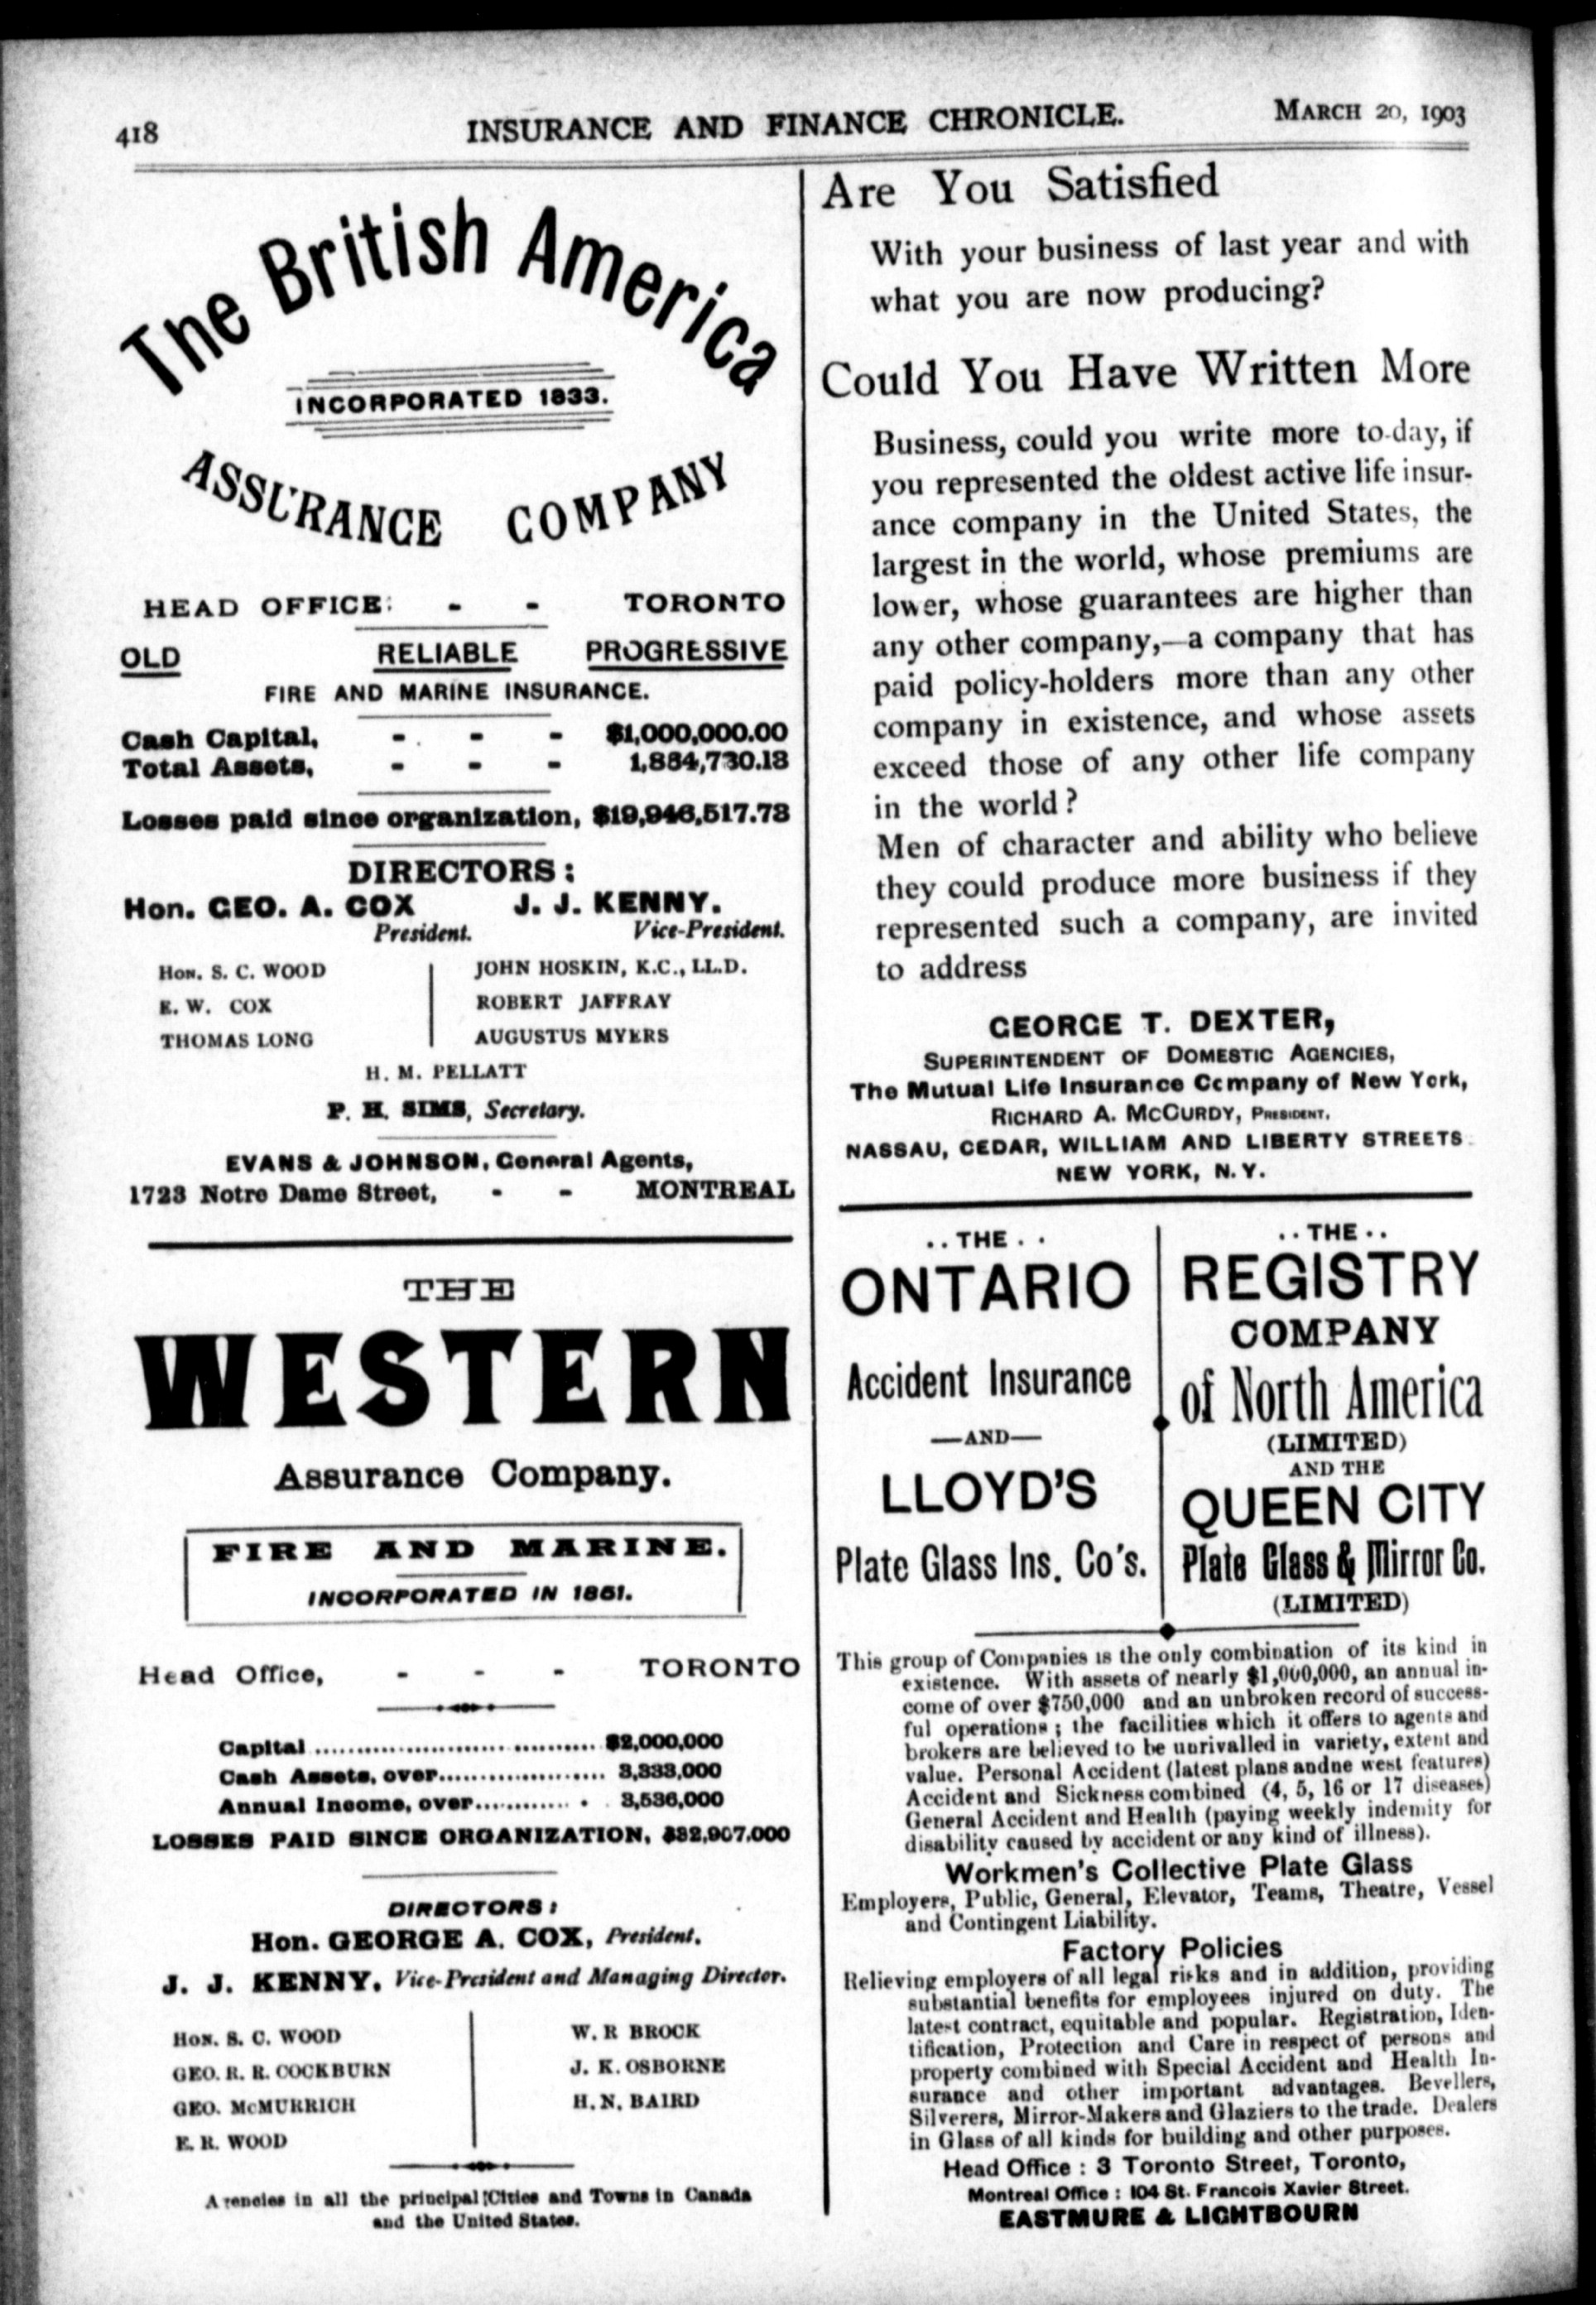 418
INSURANCE AND FINANCE CHRONICLE.
MARCH 20, 1903
The British America
INCORPORATED 1833.
ASSURANCE COMPANY
HEAD OFFICE: - - TORONTO
OLD RELIABLE PROGRESSIVE
FIRE AND MARINE INSURANCE.
Cash Capital, - - - $1,000,000.00
Total Assets, - - - 1,864,730.13
Losses paid since organization, $19,946,517.73
DIRECTORS:
Hon. GEO. A. COX J. J. KENNY.
President. Vice-President.
HON. S. C. WOOD JOHN HOSKIN, K.C., LL.D.
E. W. COX ROBERT JAFFRAY
THOMAS LONG AUGUSTUS MYERS
H. M. PELLATT
P. H. SIMS, Secretary.
EVANS & JOHNSON, General Agents,
1723 Notre Dame Street, - - MONTREAL
THE
WESTERN
Assurance Company.
FIRE AND MARINE.
INCORPORATED IN 1851.
Head Office, - - - TORONTO
Capital .......................................... $2,000,000
Cash Assets, over..................... 3,333,000
Annual Income, over............ . . 3,536,000
LOSSES PAID SINCE ORGANIZATION, $32,907,000
DIRECTORS:
Hon. GEORGE A. COX, President.
J. J. KENNY, Vice-President and Managing Director.
HON. S. C. WOOD W. R BROCK
GEO. R. R. COCKBURN J. K. OSBORNE
GEO. McMURRICH H. N. BAIRD
E. R. WOOD
Agencies in all the principal Cities and Towns in Canada
and the United States.
Are You Satisfied
With your business of last year and with
what you are now producing?
Could You Have Written More
Business, could you write more to-day, if
you represented the oldest active life insur-
ance company in the United States, the
largest in the world, whose premiums are
lower, whose guarantees are higher than
any other company,—a company that has
paid policy-holders more than any other
company in existence, and whose assets
exceed those of any other life company
in the world?
Men of character and ability who believe
they could produce more business if they
represented such a company, are invited
to address
GEORGE T. DEXTER,
SUPERINTENDENT OF DOMESTIC AGENCIES,
The Mutual Life Insurance Company of New York,
RICHARD A. McCURDY, PRESIDENT,
NASSAU, CEDAR, WILLIAM AND LIBERTY STREETS
NEW YORK, N. Y.
..THE..
ONTARIO
Accident Insurance
—AND—
LLOYD'S
Plate Glass Ins. Co's.
..THE..
REGISTRY
COMPANY
of North America
(LIMITED)
AND THE
QUEEN CITY
Plate Glass & Mirror Co.
(LIMITED)
This group of Companies is the only combination of its kind in
existence. With assets of nearly $1,000,000, an annual in-
come of over $750,000 and an unbroken record of success-
ful operations; the facilities which it offers to agents and
brokers are believed to be unrivalled in variety, extent and
value. Personal Accident (latest plans andne west features)
Accident and Sickness combined (4, 5, 16 or 17 diseases)
General Accident and Health (paying weekly indemity for
disability caused by accident or any kind of illness).
Workmen's Collective Plate Glass
Employers, Public, General, Elevator, Teams, Theatre, Vessel
and Contingent Liability.
Factory Policies
Relieving employers of all legal risks and in addition, providing
substantial benefits for employees injured on duty. The
latest contract, equitable and popular. Registration, Iden-
tification, Protection and Care in respect of persons and
property combined with Special Accident and Health In-
surance and other important advantages. Bevellers,
Silverers, Mirror-Makers and Glaziers to the trade. Dealers
in Glass of all kinds for building and other purposes.
Head Office : 3 Toronto Street, Toronto,
Montreal Office : 104 St. Francois Xavier Street.
EASTMURE & LIGHTBOURN